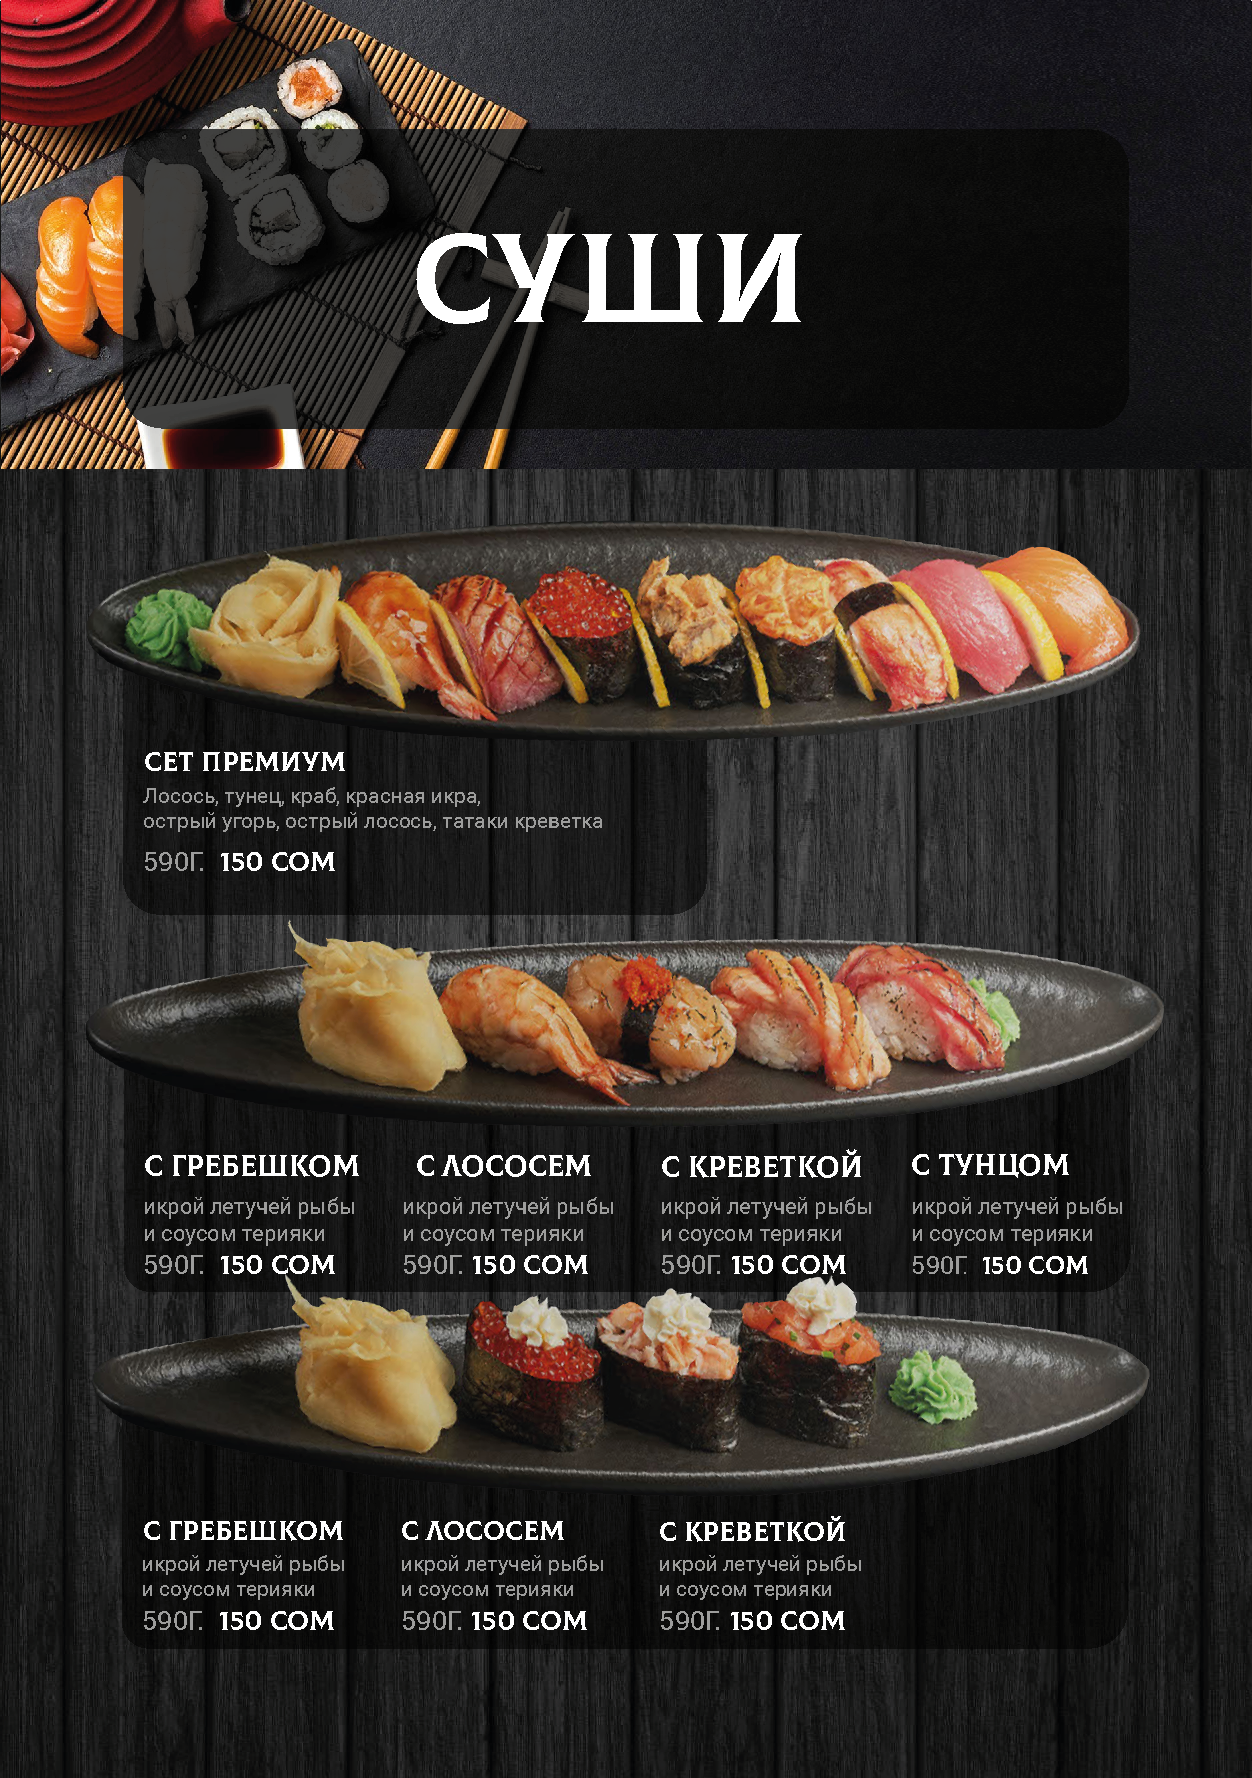 СУШИ
СЕТ ПРЕМИУМ
Лосось, тунец, краб, красная икра,
острый угорь, острый лосось, татаки креветка
590Г. 150 СОМ
С ГРЕБЕШКОМ
икрой летучей рыбы
и соусом терияки
590Г. 150 СОМ
С ЛОСОСЕМ
икрой летучей рыбы
и соусом терияки
590Г. 150 СОМ
С КРЕВЕТКОЙ
икрой летучей рыбы
и соусом терияки
590Г. 150 СОМ
С ТУНЦОМ
икрой летучей рыбы
и соусом терияки
590Г. 150 СОМ
С ГРЕБЕШКОМ
икрой летучей рыбы
и соусом терияки
590Г. 150 СОМ
С ЛОСОСЕМ
икрой летучей рыбы
и соусом терияки
590Г. 150 СОМ
С КРЕВЕТКОЙ
икрой летучей рыбы
и соусом терияки
590Г. 150 СОМ